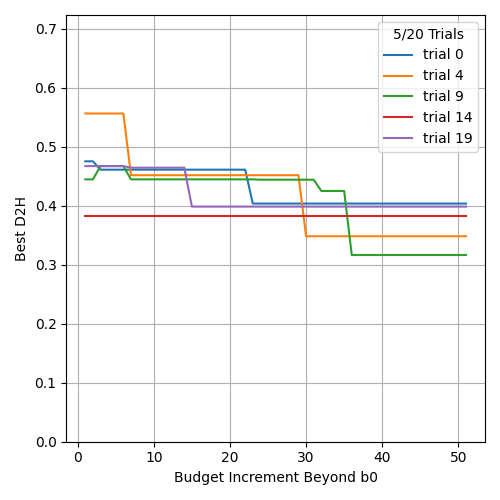 5/20 Trials
trial 0
trial 4
trial 9
trial 14
trial 19
0.7
0.6
0.5
0.4
0.3
0.2
0.1
0.0
Best D2H
0 10 20 30 40 50
Budget Increment Beyond b0